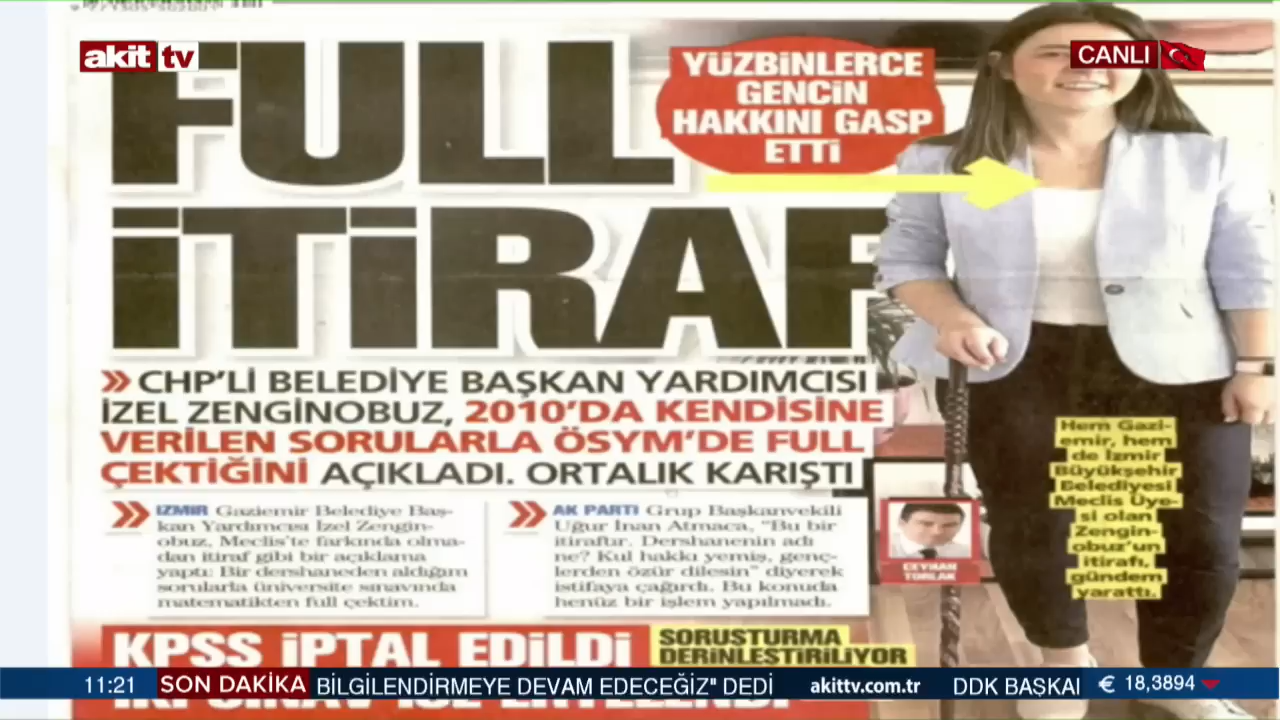 akit tv
CANLI
FULL
İTİRAF
YÜZBİNLERCE
GENCİN
HAKKINI GASP
ETTİ
CHP'Lİ BELEDİYE BAŞKAN YARDIMCISI
İZEL ZENGİNOBUZ, 2010'DA KENDİSİNE
VERİLEN SORULARLA ÖSYM'DE FULL
ÇEKTİĞİNİ AÇIKLADI. ORTALIK KARIŞTI
İZMİR Gaziemir Belediye Baş-
kan Yardımcısı İzel Zengin-
obuz, Meclis'te farkında olma-
dan itiraf gibi bir açıklama
yaptı: Bir dershaneden aldığım
sorularla üniversite sınavında
matematikten full çektim.
AK PARTİ Grup Başkanvekili
Uğur İnan Atmaca, "Bu bir
itiraftır. Dershanenin adı
ne? Kul hakkı yemiş, genç-
lerden özür dilesin" diyerek
istifaya çağırdı. Bu konuda
henüz bir işlem yapılmadı.
CEYHAN
TORLAK
Hem Gazi-
emir, hem
de İzmir
Büyükşehir
Belediyesi
Meclis Üye-
si olan
Zengin-
obuz'un
itirafı,
gündem
yarattı.
KPSS İPTAL EDİLDİ
SORUŞTURMA
DERİNLEŞTİRİLİYOR
11:21 SON DAKİKA BİLGİLENDİRMEYE DEVAM EDECEĞİZ" DEDİ akittv.com.tr DDK BAŞKAI € 18,3894